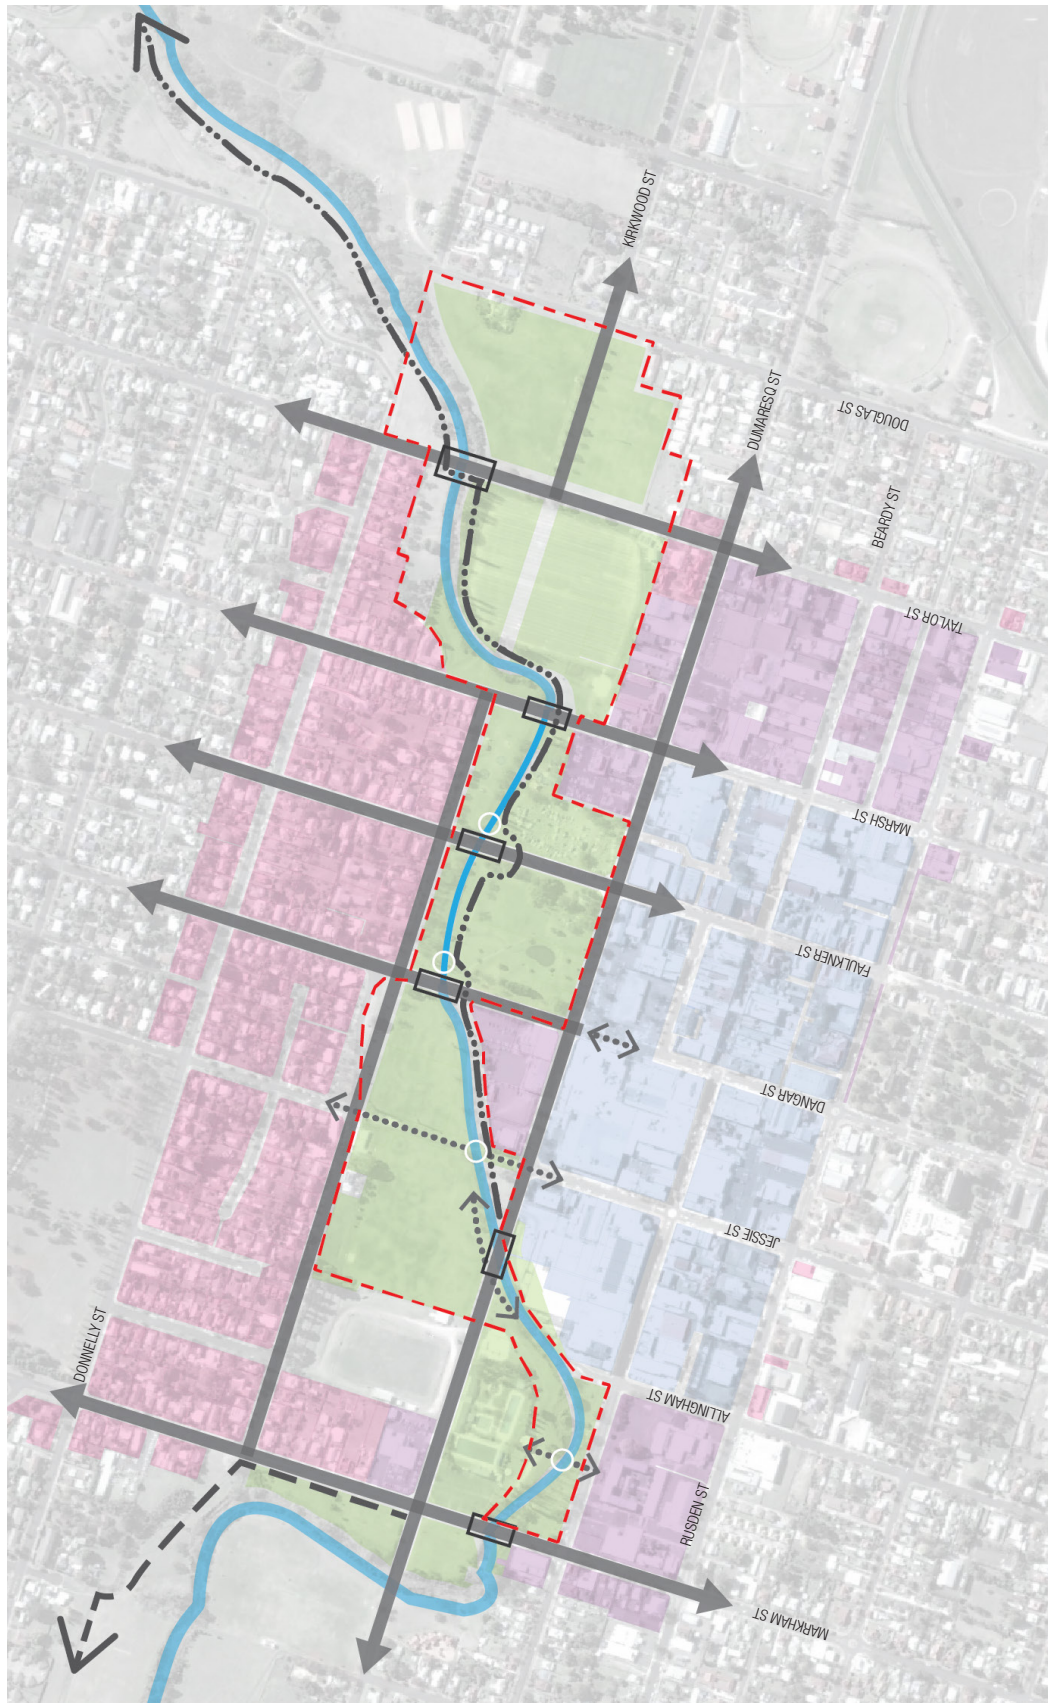 KIRKWOOD ST
DUMARESQ ST
DOUGLAS ST
BEARDY ST
TAYLOR ST
MARSH ST
FAULKNER ST
DANGAR ST
JESSIE ST
DONNELLY ST
ALLINGHAM ST
RUSDEN ST
MARKHAM ST